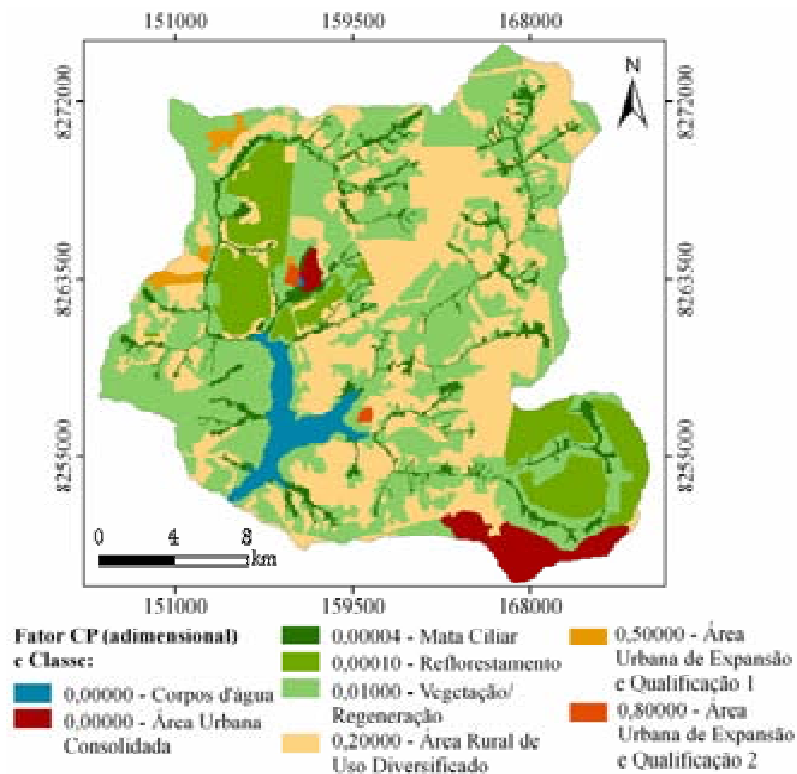 151000 159500 168000
N
8272000 8272000
8263500 8263500
8255000 8255000
0 4 8
km
151000 159500 168000
Fator CP (adimensional)
e Classe:
0,00000 - Corpos d'água
0,00000 - Área Urbana
Consolidada
0,00004 - Mata Ciliar
0,00010 - Reflorestamento
0,01000 - Vegetação/
Regeneração
0,20000 - Área Rural de
Uso Diversificado
0,50000 - Área
Urbana de Expansão
e Qualificação 1
0,80000 - Área
Urbana de Expansão
e Qualificação 2